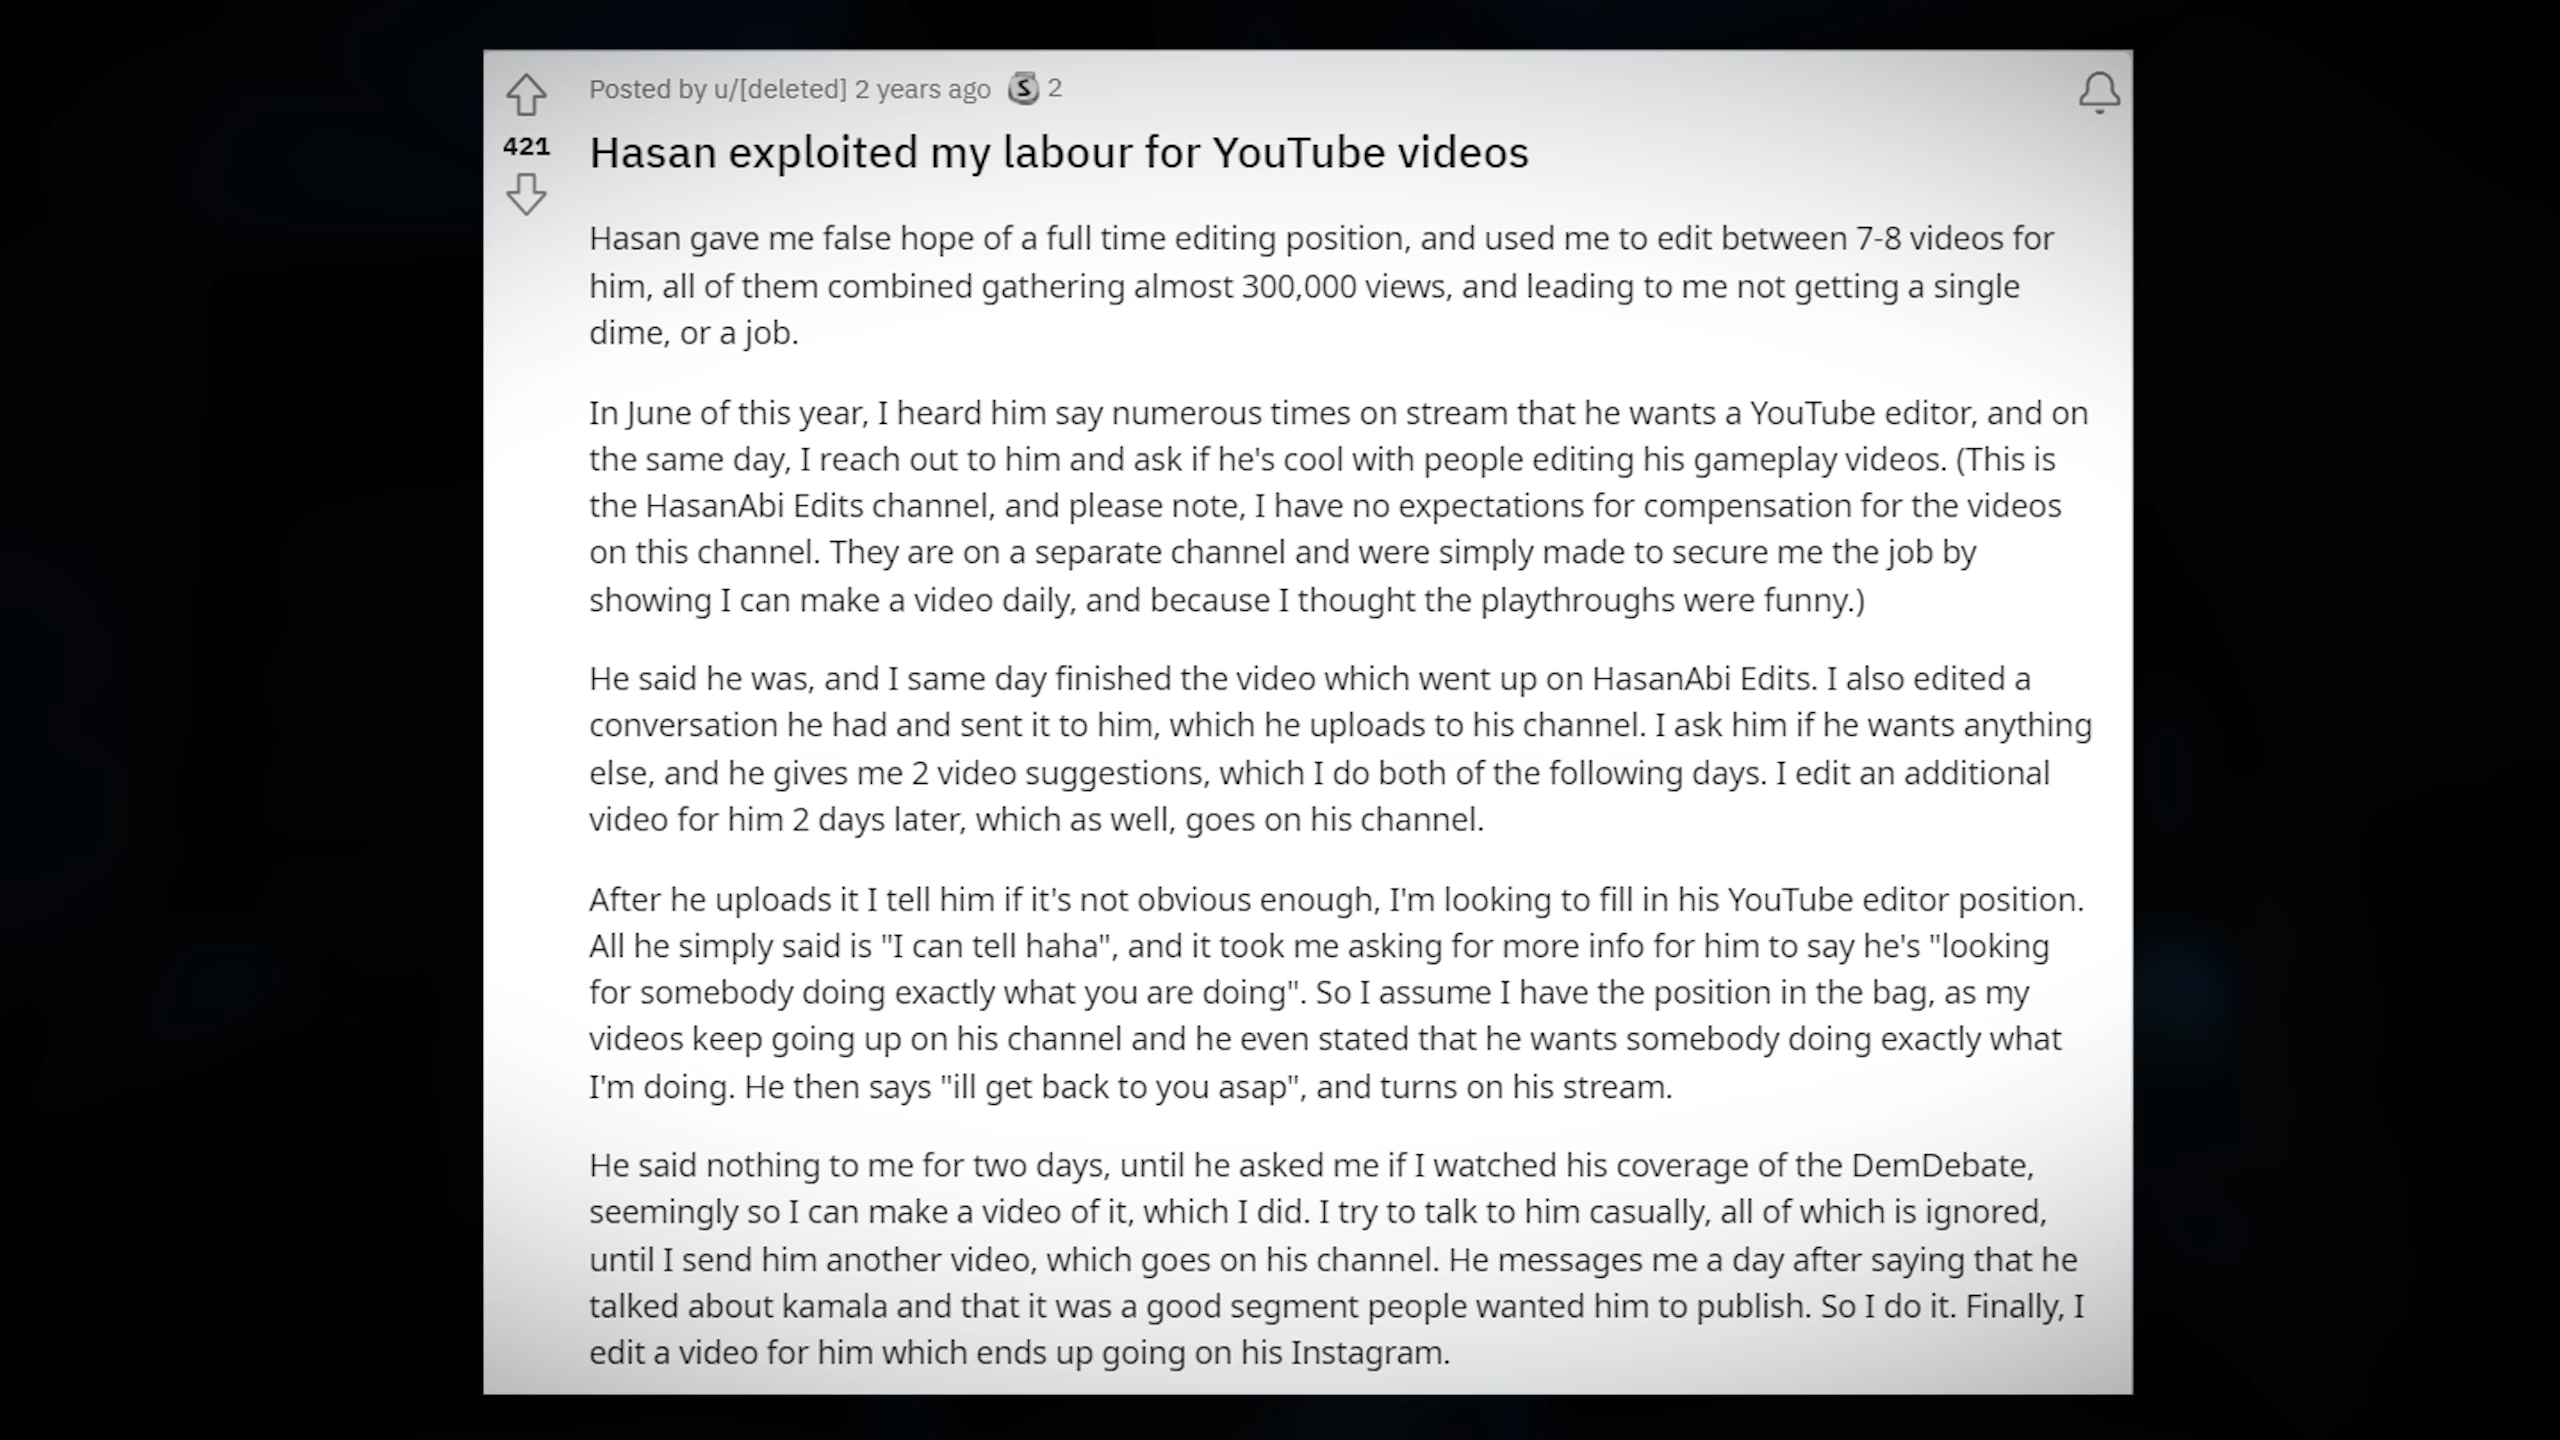 Posted by u/[deleted] 2 years ago S 2
421
Hasan exploited my labour for YouTube videos
Hasan gave me false hope of a full time editing position, and used me to edit between 7-8 videos for
him, all of them combined gathering almost 300,000 views, and leading to me not getting a single
dime, or a job.
In June of this year, I heard him say numerous times on stream that he wants a YouTube editor, and on
the same day, I reach out to him and ask if he's cool with people editing his gameplay videos. (This is
the HasanAbi Edits channel, and please note, I have no expectations for compensation for the videos
on this channel. They are on a separate channel and were simply made to secure me the job by
showing I can make a video daily, and because I thought the playthroughs were funny.)
He said he was, and I same day finished the video which went up on HasanAbi Edits. I also edited a
conversation he had and sent it to him, which he uploads to his channel. I ask him if he wants anything
else, and he gives me 2 video suggestions, which I do both of the following days. I edit an additional
video for him 2 days later, which as well, goes on his channel.
After he uploads it I tell him if it's not obvious enough, I'm looking to fill in his YouTube editor position.
All he simply said is "I can tell haha", and it took me asking for more info for him to say he's "looking
for somebody doing exactly what you are doing". So I assume I have the position in the bag, as my
videos keep going up on his channel and he even stated that he wants somebody doing exactly what
I'm doing. He then says "ill get back to you asap", and turns on his stream.
He said nothing to me for two days, until he asked me if I watched his coverage of the DemDebate,
seemingly so I can make a video of it, which I did. I try to talk to him casually, all of which is ignored,
until I send him another video, which goes on his channel. He messages me a day after saying that he
talked about kamala and that it was a good segment people wanted him to publish. So I do it. Finally, I
edit a video for him which ends up going on his Instagram.